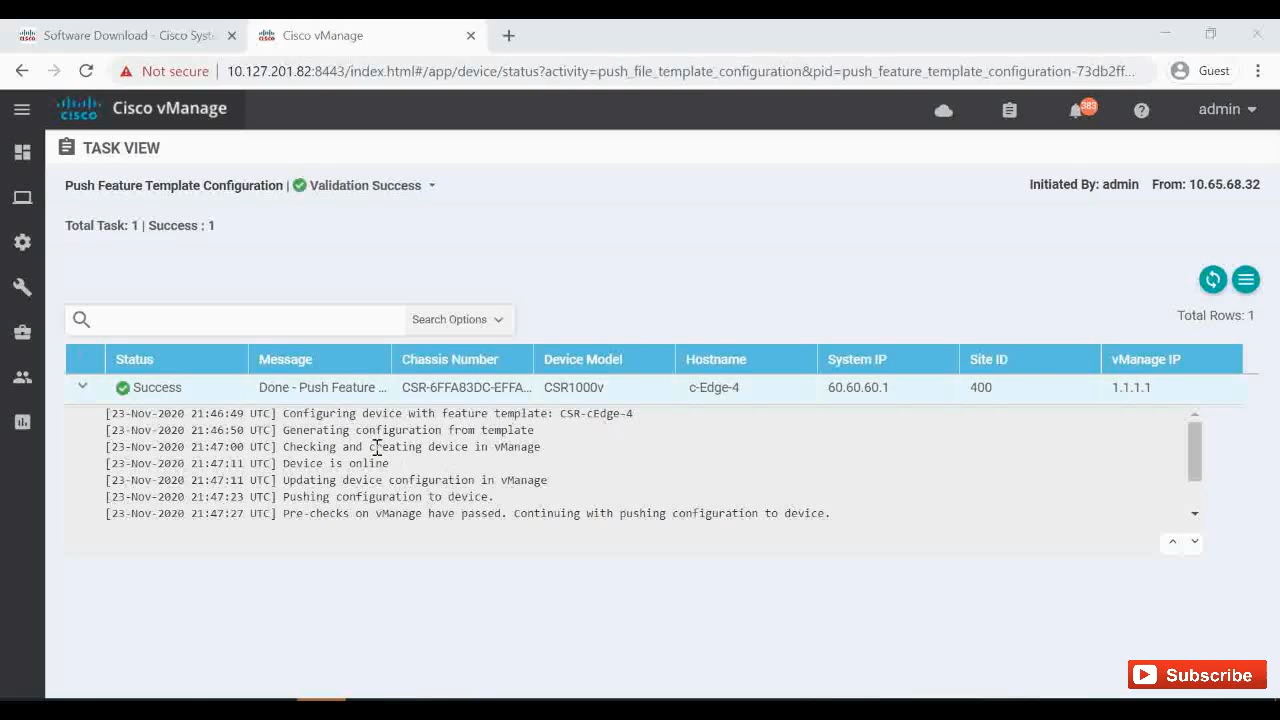 Software Download - Cisco Syst
Cisco vManage
Not secure
10.127.201.82:8443/index.html#/app/device/status?activity=push_file_template_configuration&pid=push_feature_template_configuration-73db2ff...
Guest
CISCO
Cisco vManage
383
admin
TASK VIEW
Push Feature Template Configuration | Validation Success
Initiated By: admin From: 10.65.68.32
Total Task: 1 | Success : 1
Search Options
Total Rows: 1
Status Message Chassis Number Device Model Hostname System IP Site ID vManage IP
Success Done - Push Feature ... CSR-6FFA83DC-EFFA... CSR1000v c-Edge-4 60.60.60.1 400 1.1.1.1
[23-Nov-2020 21:46:49 UTC] Configuring device with feature template: CSR-cEdge-4
[23-Nov-2020 21:46:50 UTC] Generating configuration from template
[23-Nov-2020 21:47:00 UTC] Checking and creating device in vManage
[23-Nov-2020 21:47:11 UTC] Device is online
[23-Nov-2020 21:47:11 UTC] Updating device configuration in vManage
[23-Nov-2020 21:47:23 UTC] Pushing configuration to device.
[23-Nov-2020 21:47:27 UTC] Pre-checks on vManage have passed. Continuing with pushing configuration to device.
Subscribe